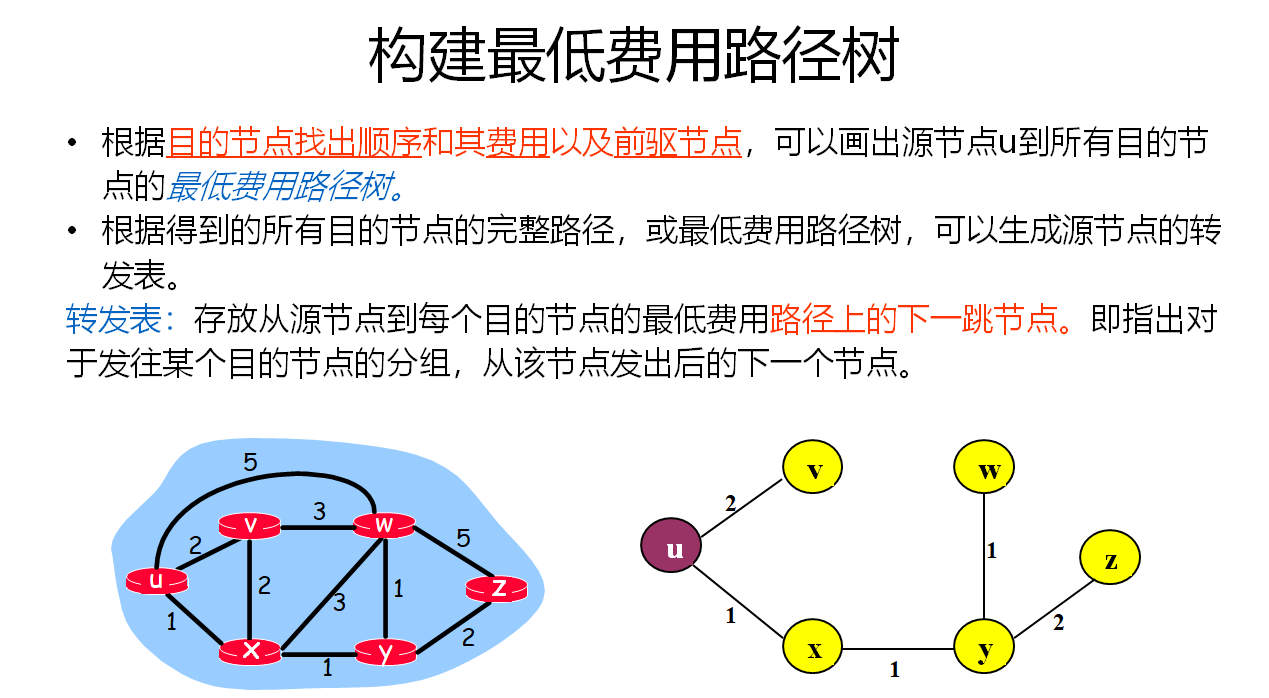 构建最低费用路径树
• 根据目的节点找出顺序和其费用以及前驱节点，可以画出源节点u到所有目的节
点的最低费用路径树。
• 根据得到的所有目的节点的完整路径，或最低费用路径树，可以生成源节点的转
发表。
转发表：存放从源节点到每个目的节点的最低费用路径上的下一跳节点。即指出对
于发往某个目的节点的分组，从该节点发出后的下一个节点。
5
v
3
w
2
5
u
2
3
1
z
1
x
1
y
2
v
w
2
u
1
z
1
2
x
1
y